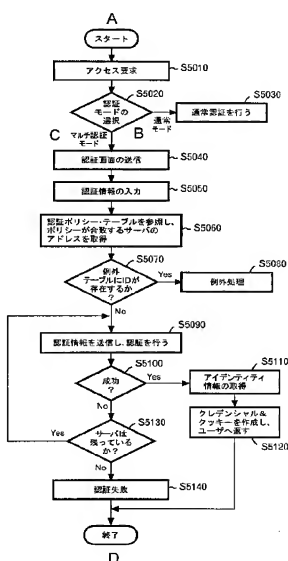 A
スタート
S5010
アクセス要求
S5020
認証
モードの
選択
S5030
通常認証を行う
通常
モード
C
B
マルチ認証
モード
S5040
認証画面の送信
S5050
認証情報の入力
認証ポリシー・テーブルを参照し、
ポリシーが合致するサーバの
アドレスを取得
S5060
S5070
例外
テーブルにIDが
存在するか
?
Yes
S5080
例外処理
No
S5090
認証情報を送信し、認証を行う
S5100
成功
?
Yes
S5110
アイデンティティ
情報の取得
No
クレデンシャル&
クッキーを作成し、
ユーザへ返す
S5120
S5130
サーバは
残っている
か?
Yes
No
S5140
認証失敗
終了
D